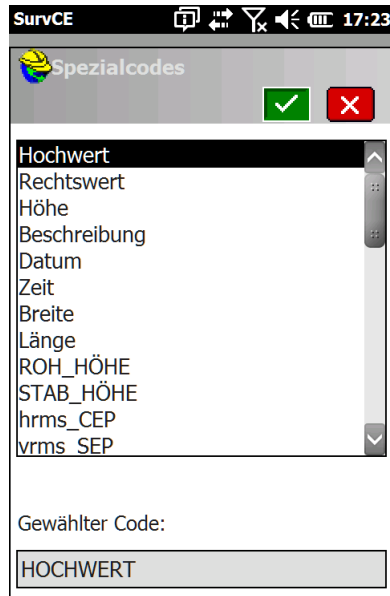 SurvCE 17:23
Spezialcodes
Hochwert
Rechtswert
Höhe
Beschreibung
Datum
Zeit
Breite
Länge
ROH_HÖHE
STAB_HÖHE
hrms_CEP
vrms_SEP
Gewählter Code:
HOCHWERT